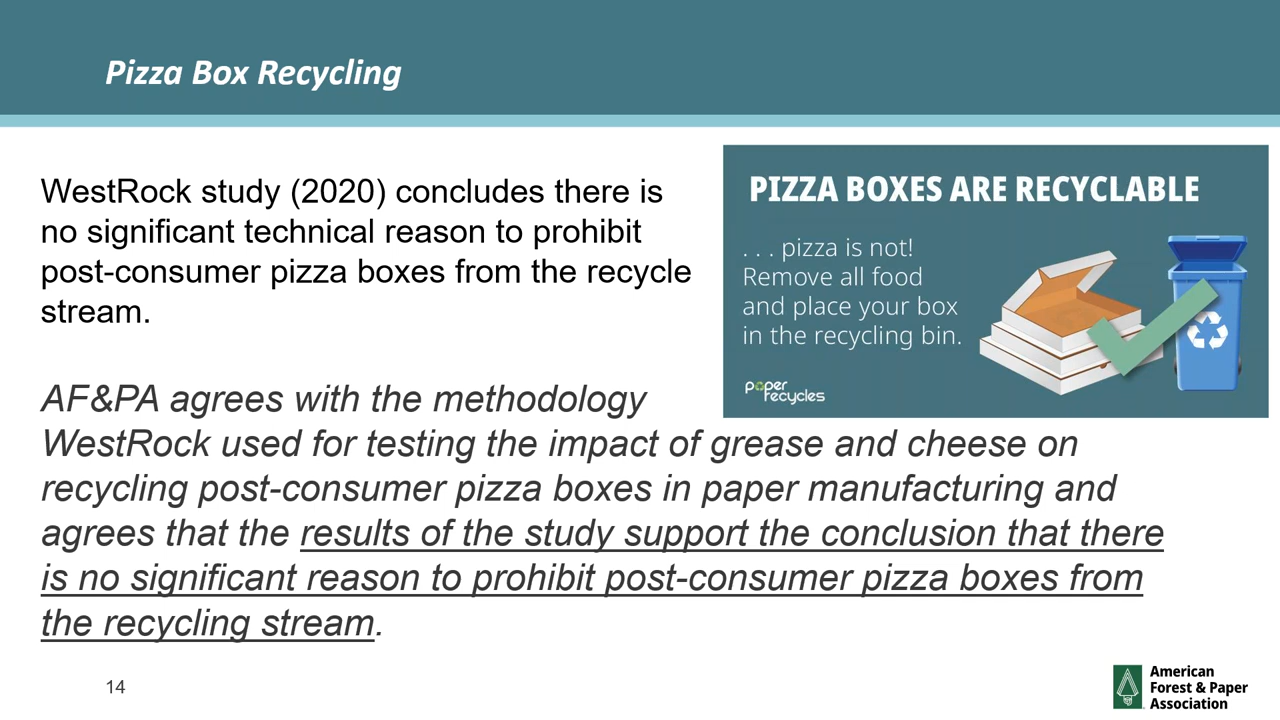 Pizza Box Recycling
WestRock study (2020) concludes there is
no significant technical reason to prohibit
post-consumer pizza boxes from the recycle
stream.
PIZZA BOXES ARE RECYCLABLE
. . . pizza is not!
Remove all food
and place your box
in the recycling bin.
paper
recycles
AF&PA agrees with the methodology
WestRock used for testing the impact of grease and cheese on
recycling post-consumer pizza boxes in paper manufacturing and
agrees that the results of the study support the conclusion that there
is no significant reason to prohibit post-consumer pizza boxes from
the recycling stream.
14
American
Forest & Paper
Association